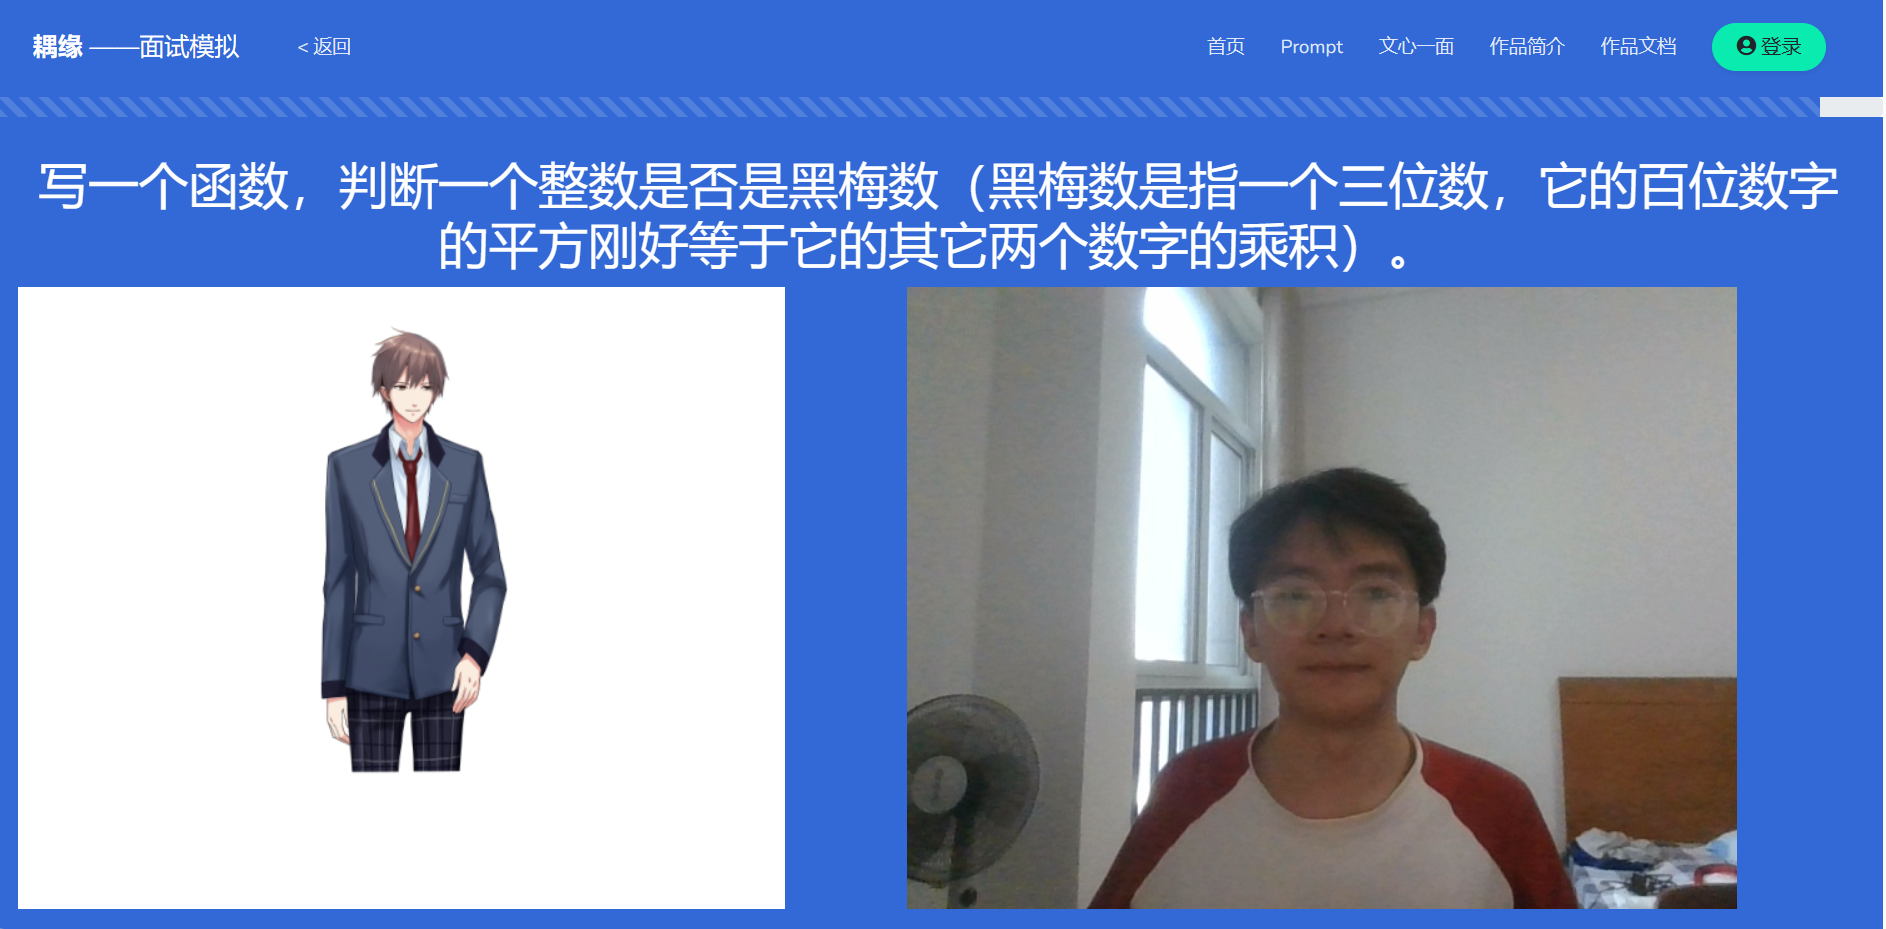 耦缘 ——面试模拟 < 返回 首页 Prompt 文心一面 作品简介 作品文档 登录
写一个函数，判断一个整数是否是黑梅数（黑梅数是指一个三位数，它的百位数字
的平方刚好等于它的其它两个数字的乘积）。